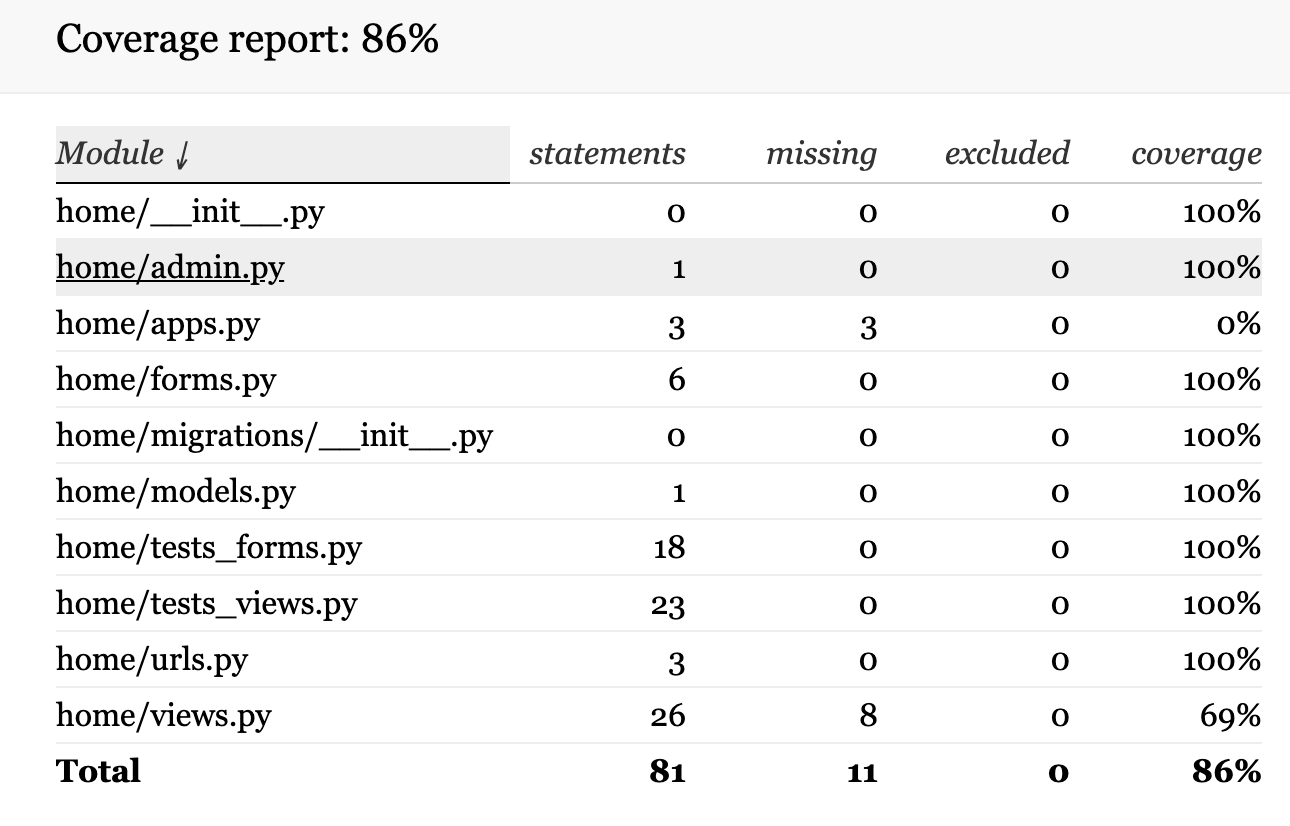 Coverage report: 86%
Module ↓ statements missing excluded coverage
home/__init__.py 0 0 0 100%
home/admin.py 1 0 0 100%
home/apps.py 3 3 0 0%
home/forms.py 6 0 0 100%
home/migrations/__init__.py 0 0 0 100%
home/models.py 1 0 0 100%
home/tests_forms.py 18 0 0 100%
home/tests_views.py 23 0 0 100%
home/urls.py 3 0 0 100%
home/views.py 26 8 0 69%
Total 81 11 0 86%